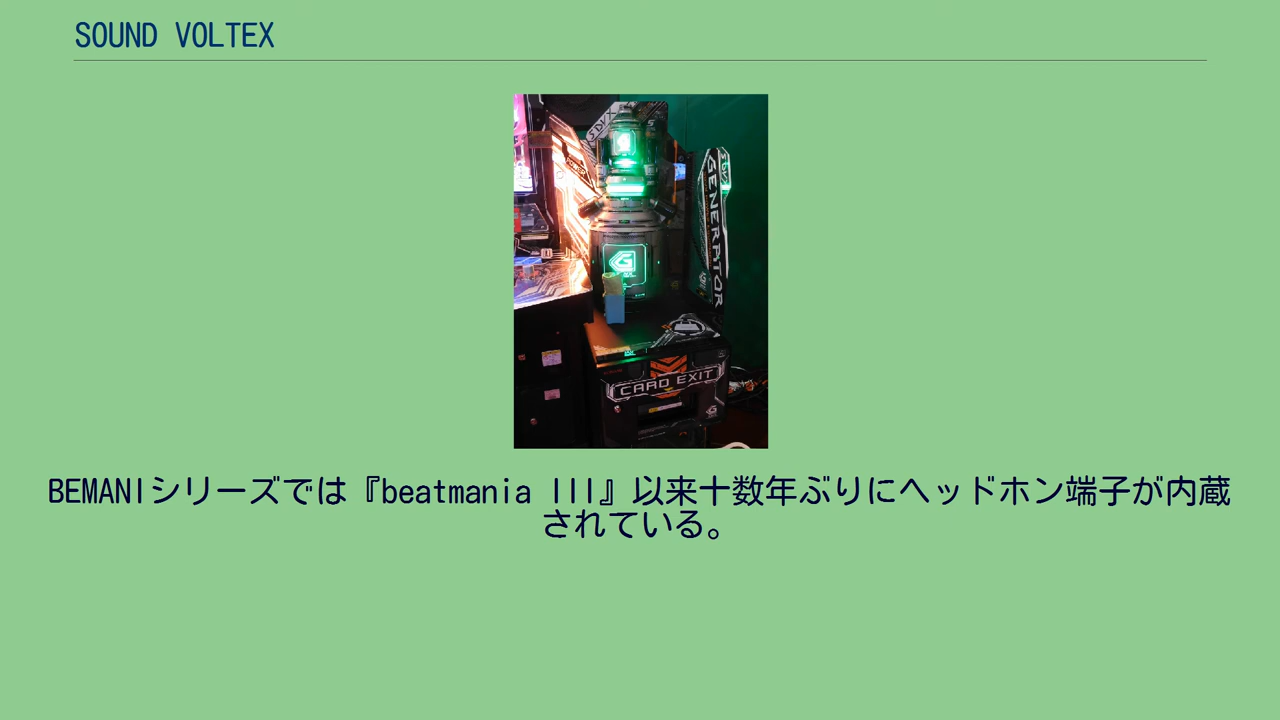 SOUND VOLTEX
SDVX
GENERATOR
CARD EXIT
BEMANIシリーズでは『beatmania III』以来十数年ぶりにヘッドホン端子が内蔵
されている。